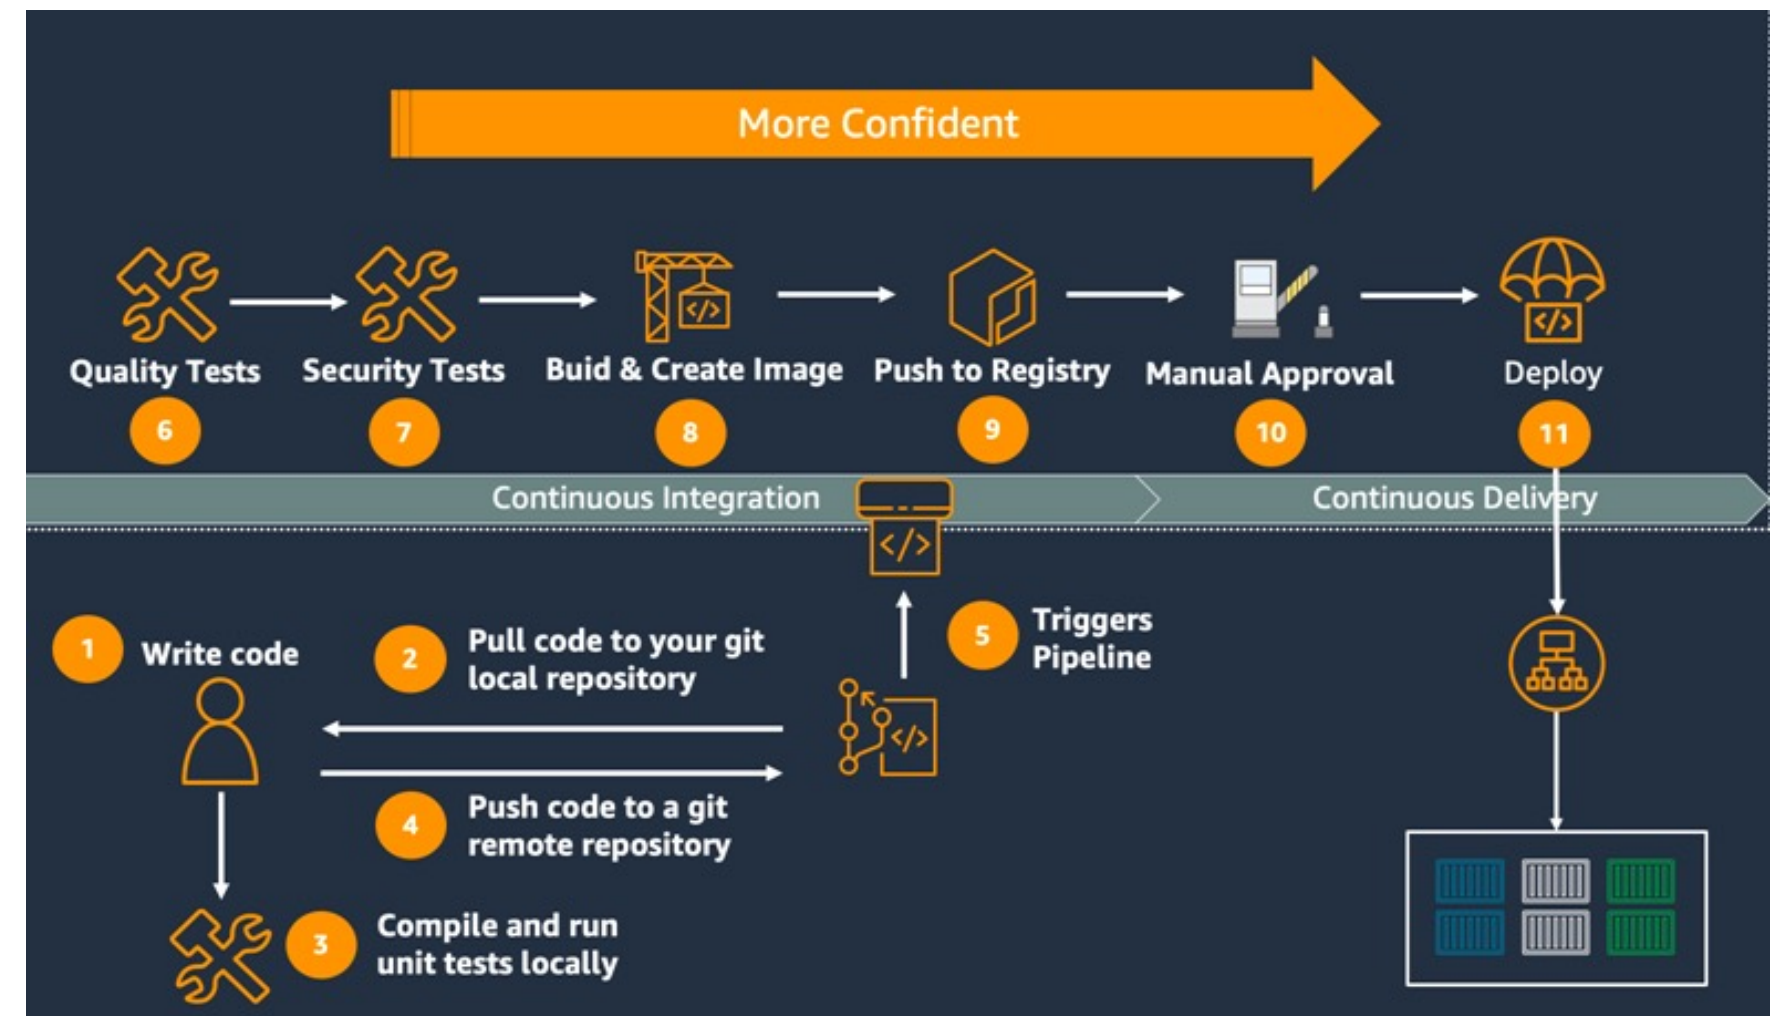 More Confident
Quality Tests
Security Tests
Buid & Create Image
Push to Registry
Manual Approval
Deploy
6
7
8
9
10
11
Continuous Integration
Continuous Delivery
</>
1
Write code
2
Pull code to your git
local repository
5
Triggers
Pipeline
</>
4
Push code to a git
remote repository
3
Compile and run
unit tests locally